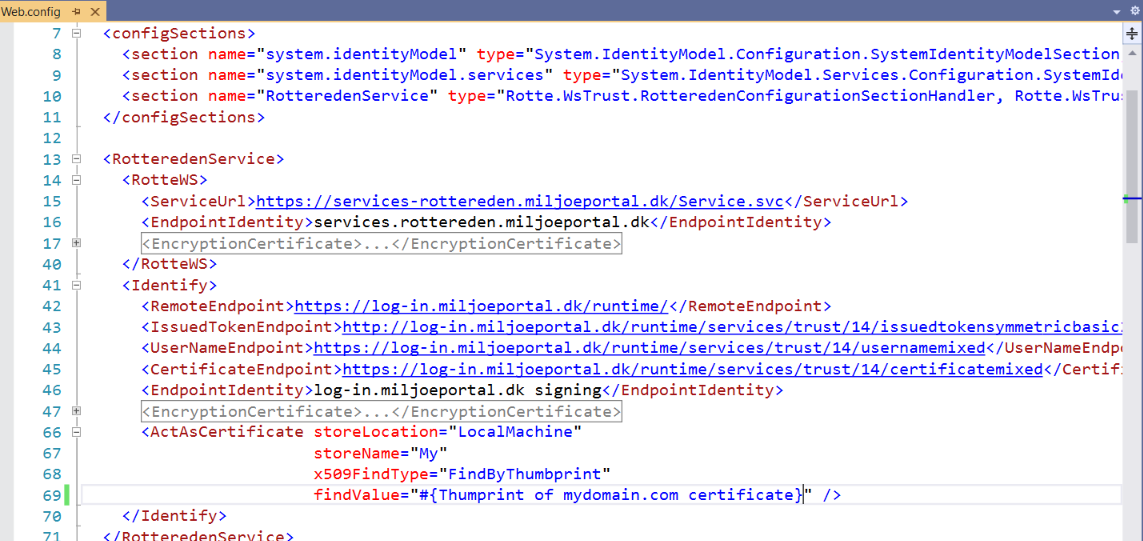 Web.config
7 <configSections>
8 <section name="system.identityModel" type="System.IdentityModel.Configuration.SystemIdentityModelSection
9 <section name="system.identityModel.services" type="System.IdentityModel.Services.Configuration.SystemId
10 <section name="RotteredenService" type="Rotte.WsTrust.RotteredenConfigurationSectionHandler, Rotte.WsTru
11 </configSections>
12
13 <RotteredenService>
14 <RotteWS>
15 <ServiceUrl>https://services-rottereden.miljoeportal.dk/Service.svc</ServiceUrl>
16 <EndpointIdentity>services.rottereden.miljoeportal.dk</EndpointIdentity>
17 <EncryptionCertificate>...</EncryptionCertificate>
40 </RotteWS>
41 <Identify>
42 <RemoteEndpoint>https://log-in.miljoeportal.dk/runtime/</RemoteEndpoint>
43 <IssuedTokenEndpoint>http://log-in.miljoeportal.dk/runtime/services/trust/14/issuedtokensymmetricbasic
44 <UserNameEndpoint>https://log-in.miljoeportal.dk/runtime/services/trust/14/usernamemixed</UserNameEndp
45 <CertificateEndpoint>https://log-in.miljoeportal.dk/runtime/services/trust/14/certificatemixed</Certifi
46 <EndpointIdentity>log-in.miljoeportal.dk signing</EndpointIdentity>
47 <EncryptionCertificate>...</EncryptionCertificate>
66 <ActAsCertificate storeLocation="LocalMachine"
67 storeName="My"
68 x509FindType="FindByThumbprint"
69 findValue="#{Thumprint of mydomain.com certificate}" />
70 </Identify>
71 </RotteredenService>